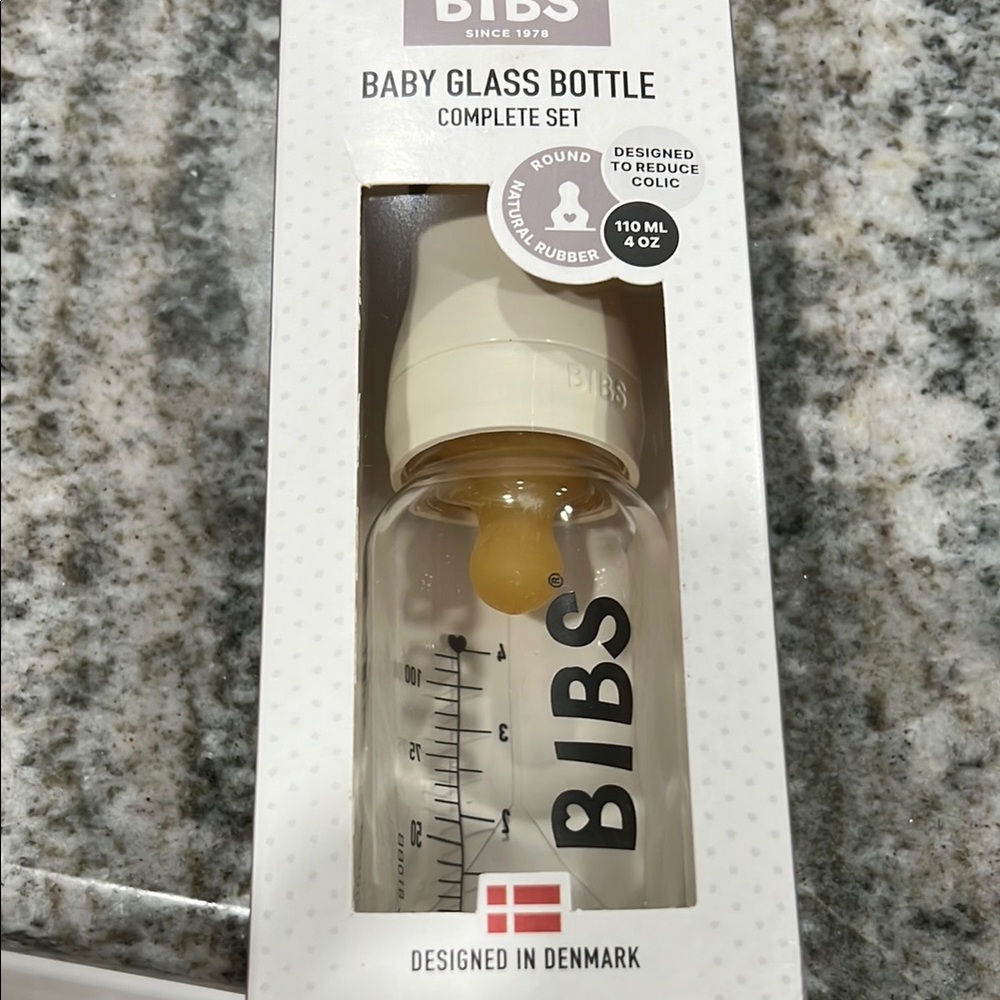 BIBS
SINCE 1978
BABY GLASS BOTTLE
COMPLETE SET
ROUND
NATURAL RUBBER
DESIGNED
TO REDUCE
COLIC
110 ML
4 OZ
BIBS
BIBS®
4
100
3
75
2
50
DESIGNED IN DENMARK